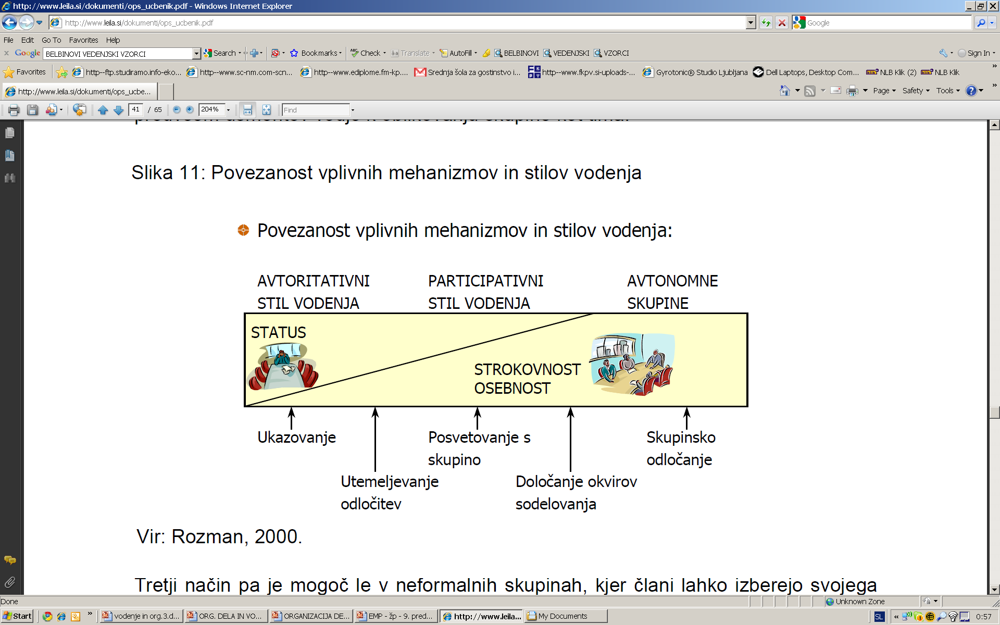 http://www.leila.si/dokumenti/ops_ucbenik.pdf - Windows Internet Explorer
http://www.leila.si/dokumenti/ops_ucbenik.pdf
Google
File Edit Go To Favorites Help
x Google BELBINOVI VEDENJSKI VZORCI Search Bookmarks Check Translate AutoFill BELBINOVI VEDENJSKI VZORCI Sign In
Favorites http--ftp.studiramo.info-eko... http--www.sc-nm.com-scn... http--www.ediplome.fm-kp.... Srednja šola za gostinstvo i... http--www.fkpv.si-uploads-... Gyrotonic® Studio Ljubljana Dell Laptops, Desktop Com... NLB Klik (2) NLB Klik
http://www.leila.si/dokumenti/ops_ucbe... Page Safety Tools
41 / 65 204% Find
Slika 11: Povezanost vplivnih mehanizmov in stilov vodenja
Povezanost vplivnih mehanizmov in stilov vodenja:
AVTORITATIVNI PARTICIPATIVNI AVTONOMNE
STIL VODENJA STIL VODENJA SKUPINE
STATUS
STROKOVNOST
OSEBNOST
Ukazovanje Posvetovanje s Skupinsko
skupino odločanje
Utemeljevanje Določanje okvirov
odločitev sodelovanja
Vir: Rozman, 2000.
Tretji način pa je mogoč le v neformalnih skupinah, kjer člani lahko izberejo svojega
Done Unknown Zone
Start vodenje in org.3.d... ORG. DELA IN VO... ORGANIZACIJA DE... EMP - žp - 9. pred... http://www.leila.... My Documents SL 0:57